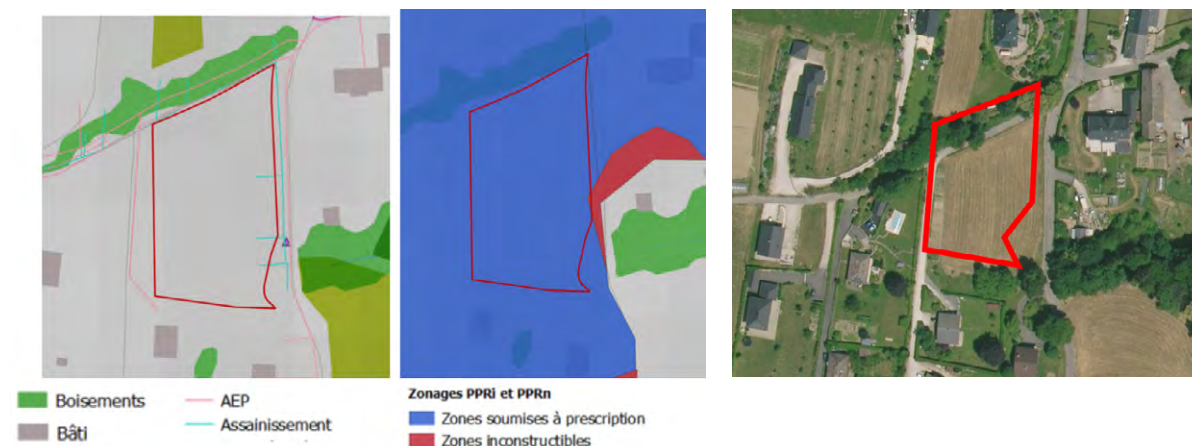 Boisements
Bâti
AEP
Assainissement
Zonages PPRi et PPRn
Zones soumises à prescription
Zones inconstructibles